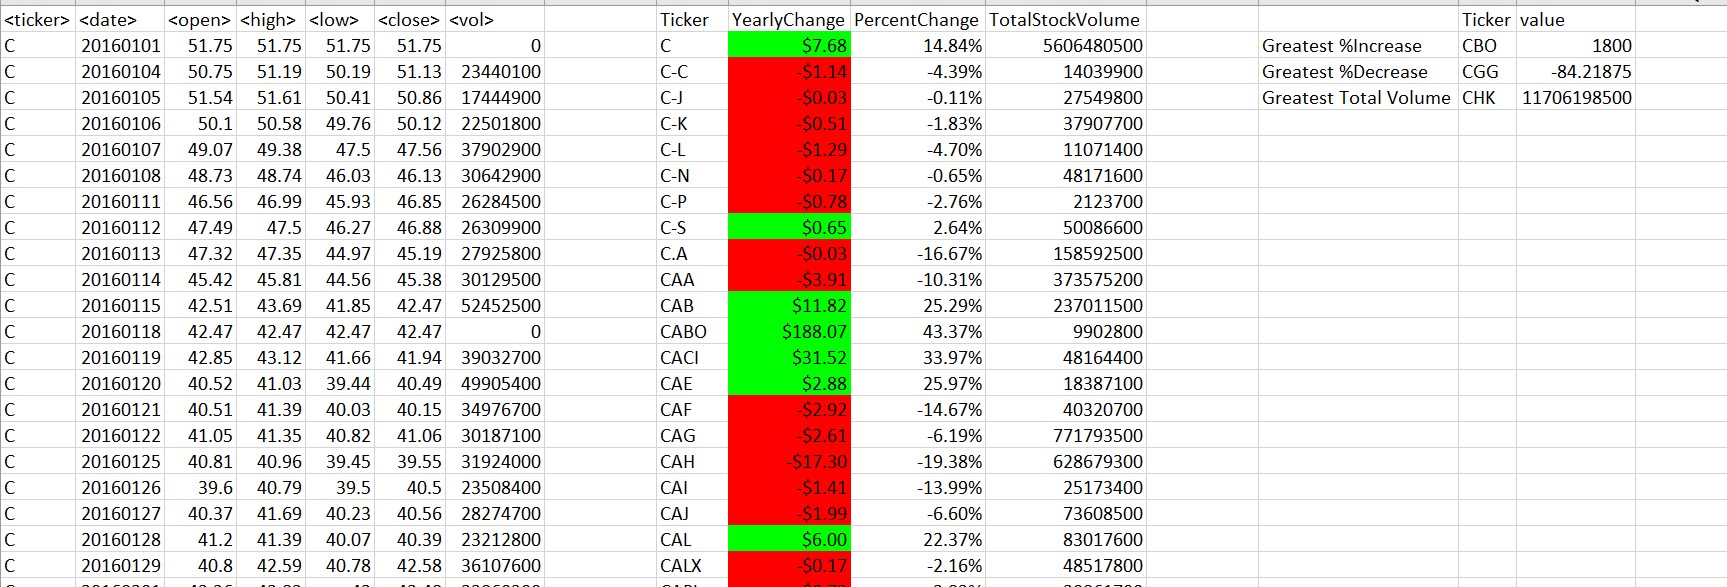 <ticker> <date> <open> <high> <low> <close> <vol> Ticker YearlyChange PercentChange TotalStockVolume Ticker value
C 20160101 51.75 51.75 51.75 51.75 0 C $7.68 14.84% 5606480500 Greatest %Increase CBO 1800
C 20160104 50.75 51.19 50.19 51.13 23440100 C-C -$1.14 -4.39% 14039900 Greatest %Decrease CGG -84.21875
C 20160105 51.54 51.61 50.41 50.86 17444900 C-J -$0.03 -0.11% 27549800 Greatest Total Volume CHK 11706198500
C 20160106 50.1 50.58 49.76 50.12 22501800 C-K -$0.51 -1.83% 37907700
C 20160107 49.07 49.38 47.5 47.56 37902900 C-L -$1.29 -4.70% 11071400
C 20160108 48.73 48.74 46.03 46.13 30642900 C-N -$0.17 -0.65% 48171600
C 20160111 46.56 46.99 45.93 46.85 26284500 C-P -$0.78 -2.76% 2123700
C 20160112 47.49 47.5 46.27 46.88 26309900 C-S $0.65 2.64% 50086600
C 20160113 47.32 47.35 44.97 45.19 27925800 C.A -$0.03 -16.67% 158592500
C 20160114 45.42 45.81 44.56 45.38 30129500 CAA -$3.91 -10.31% 373575200
C 20160115 42.51 43.69 41.85 42.47 52452500 CAB $11.82 25.29% 237011500
C 20160118 42.47 42.47 42.47 42.47 0 CABO $188.07 43.37% 9902800
C 20160119 42.85 43.12 41.66 41.94 39032700 CACI $31.52 33.97% 48164400
C 20160120 40.52 41.03 39.44 40.49 49905400 CAE $2.88 25.97% 18387100
C 20160121 40.51 41.39 40.03 40.15 34976700 CAF -$2.92 -14.67% 40320700
C 20160122 41.05 41.35 40.82 41.06 30187100 CAG -$2.61 -6.19% 771793500
C 20160125 40.81 40.96 39.45 39.55 31924000 CAH -$17.30 -19.38% 628679300
C 20160126 39.6 40.79 39.5 40.5 23508400 CAI -$1.41 -13.99% 25173400
C 20160127 40.37 41.69 40.23 40.56 28274700 CAJ -$1.99 -6.60% 73608500
C 20160128 41.2 41.39 40.07 40.39 23212800 CAL $6.00 22.37% 83017600
C 20160129 40.8 42.59 40.78 42.58 36107600 CALX -$0.17 -2.16% 48517800